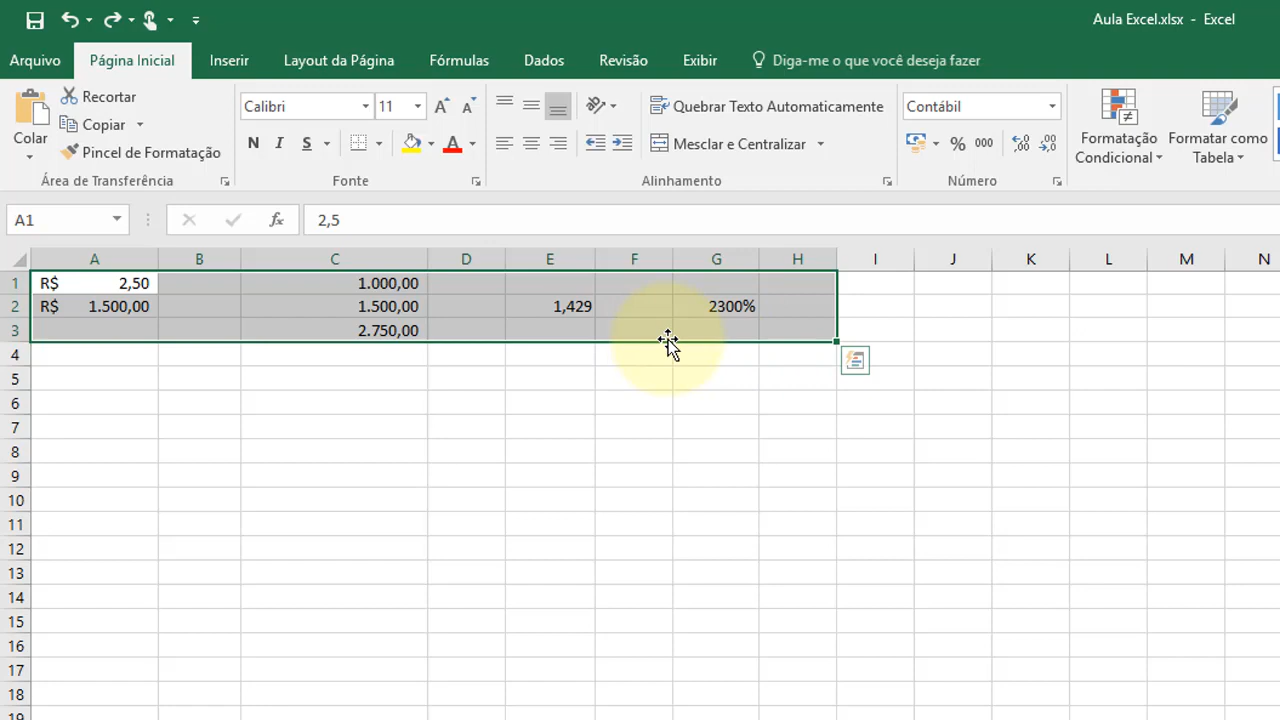 Aula Excel.xlsx - Excel
Arquivo Página Inicial Inserir Layout da Página Fórmulas Dados Revisão Exibir Diga-me o que você deseja fazer
Colar
Recortar
Copiar
Pincel de Formatação
Área de Transferência
Calibri 11 A A
N I S A
Fonte
Quebrar Texto Automaticamente
Mesclar e Centralizar
Alinhamento
Contábil
% 000 ,00 ,00
Número
Formatação Condicional
Formatar como Tabela
A1 fx 2,5
A B C D E F G H I J K L M N
1 R$ 2,50 1.000,00
2 R$ 1.500,00 1.500,00 1,429 2300%
3 2.750,00
4
5
6
7
8
9
10
11
12
13
14
15
16
17
18
19